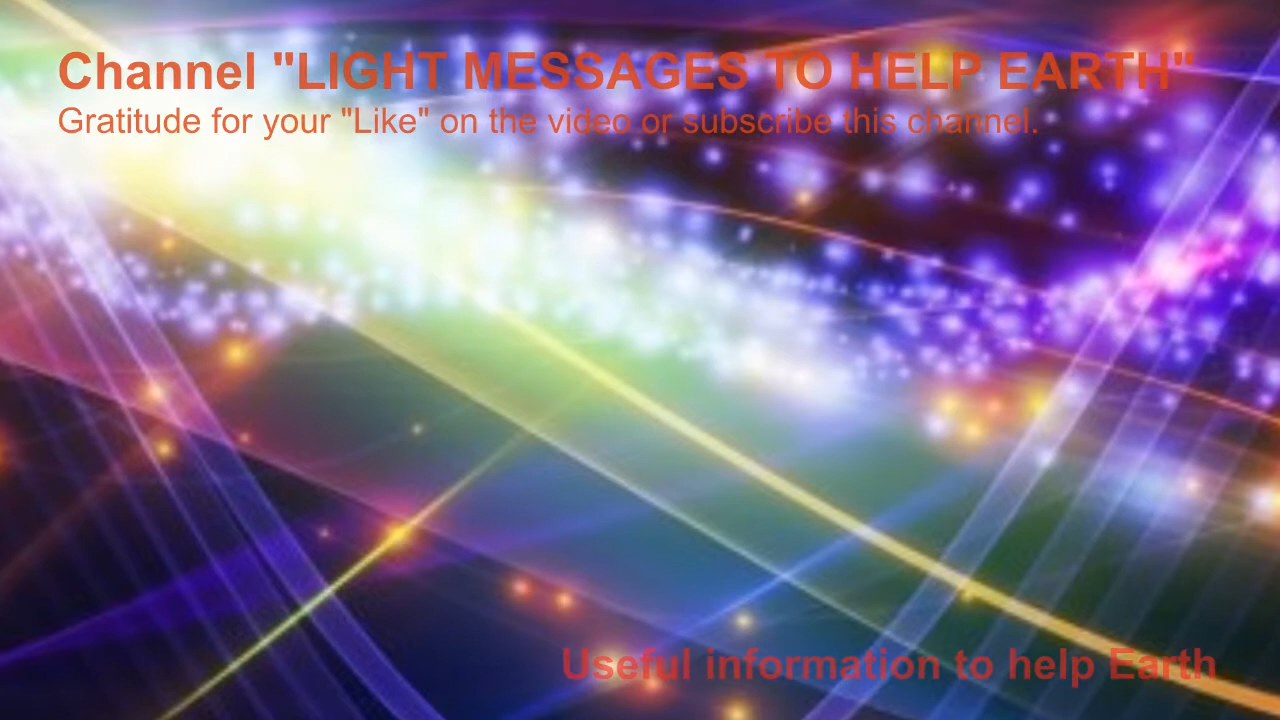 Channel "LIGHT MESSAGES TO HELP EARTH"
Gratitude for your "Like" on the video or subscribe this channel.
Useful information to help Earth